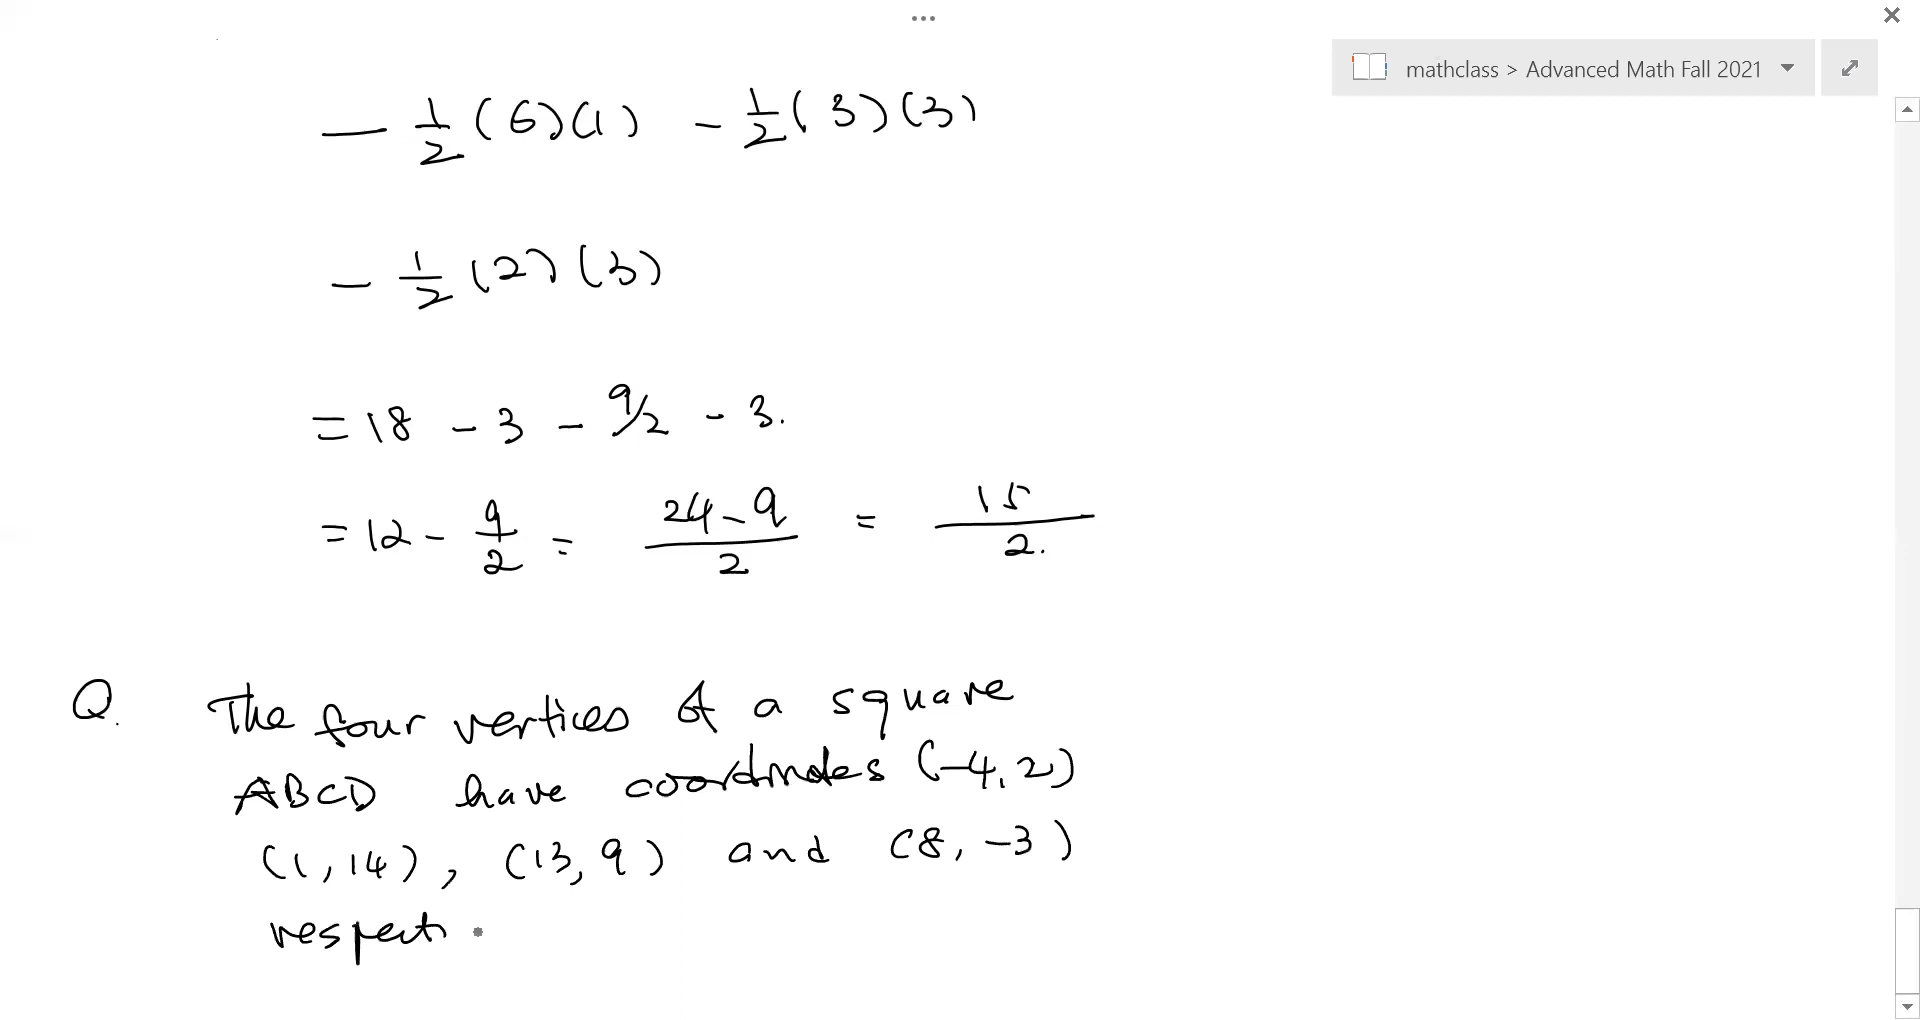 ...
mathclass > Advanced Math Fall 2021
— 1/2 (6)(1) - 1/2 (3)(3)
- 1/2 (2)(3)
= 18 - 3 - 9/2 - 3.
= 12 - 9/2 = (24 - 9)/2 = 15/2.
Q. The four vertices of a square
ABCD have coordinates (-4, 2)
(1, 14), (13, 9) and (8, -3)
respecti